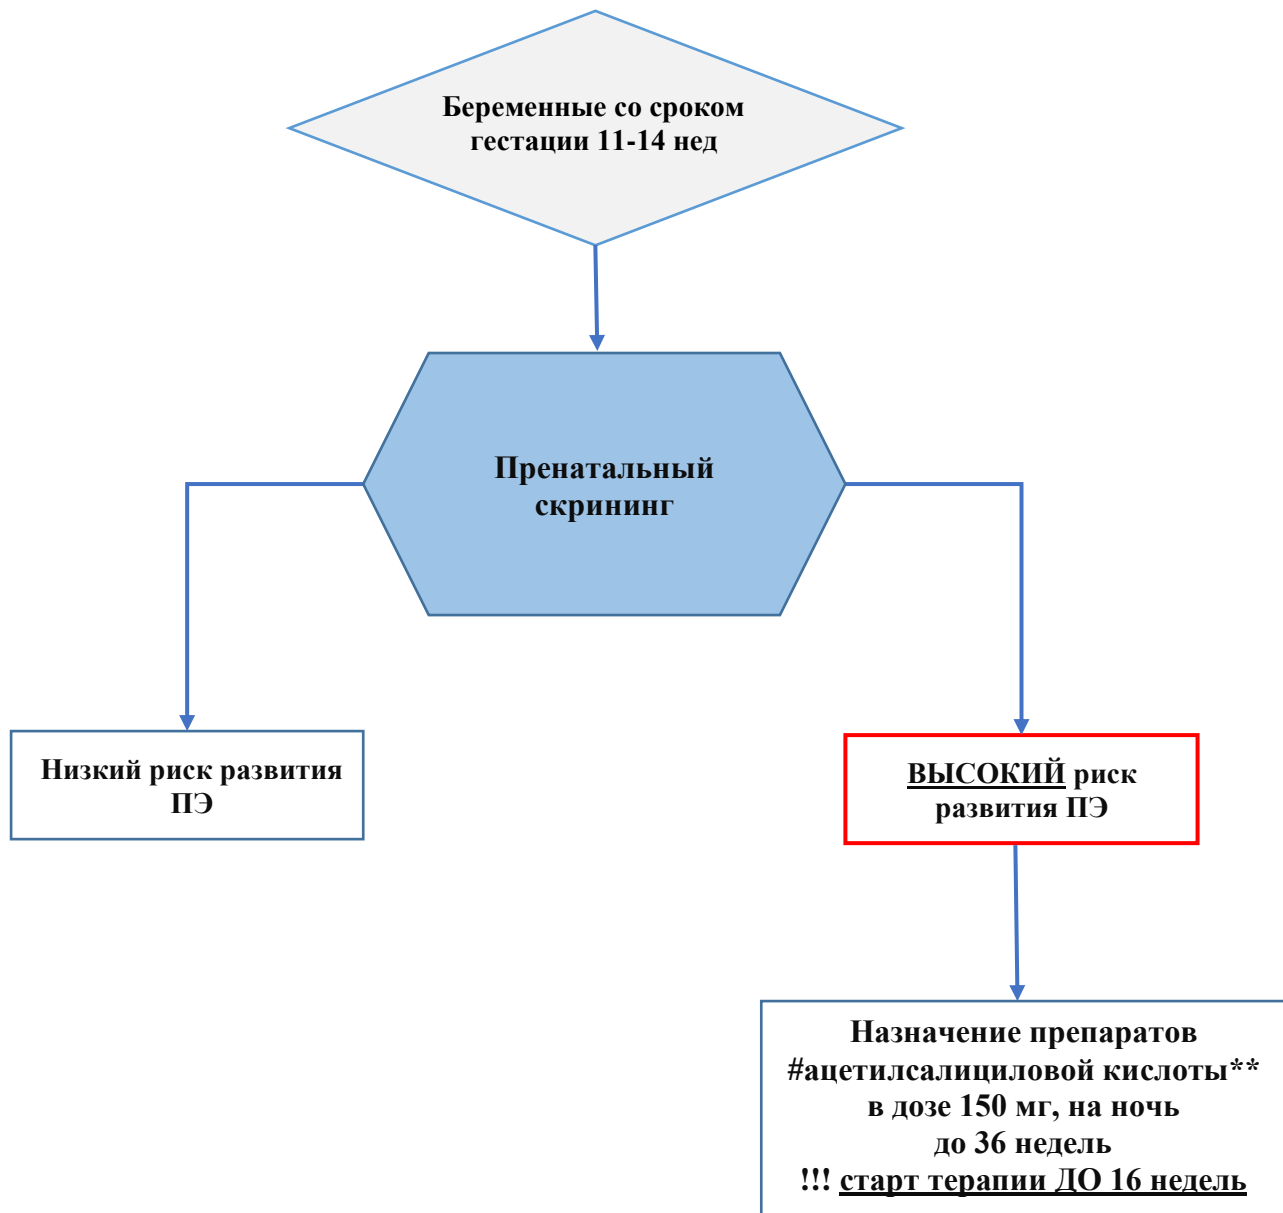 Беременные со сроком
гестации 11-14 нед
Пренатальный
скрининг
Низкий риск развития
ПЭ
ВЫСОКИЙ риск
развития ПЭ
Назначение препаратов
#ацетилсалициловой кислоты**
в дозе 150 мг, на ночь
до 36 недель
!!! старт терапии ДО 16 недель